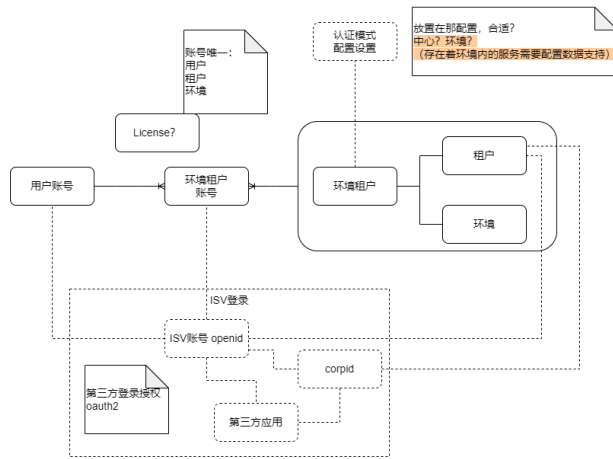 认证模式
配置设置
放置在那配置，合适？
中心？环境？
（存在着环境内的服务需要配置数据支持）
账号唯一：
用户
租户
环境
License？
用户账号
环境租户
账号
环境租户
租户
环境
ISV登录
ISV账号 openid
corpid
第三方登录授权
oauth2
第三方应用